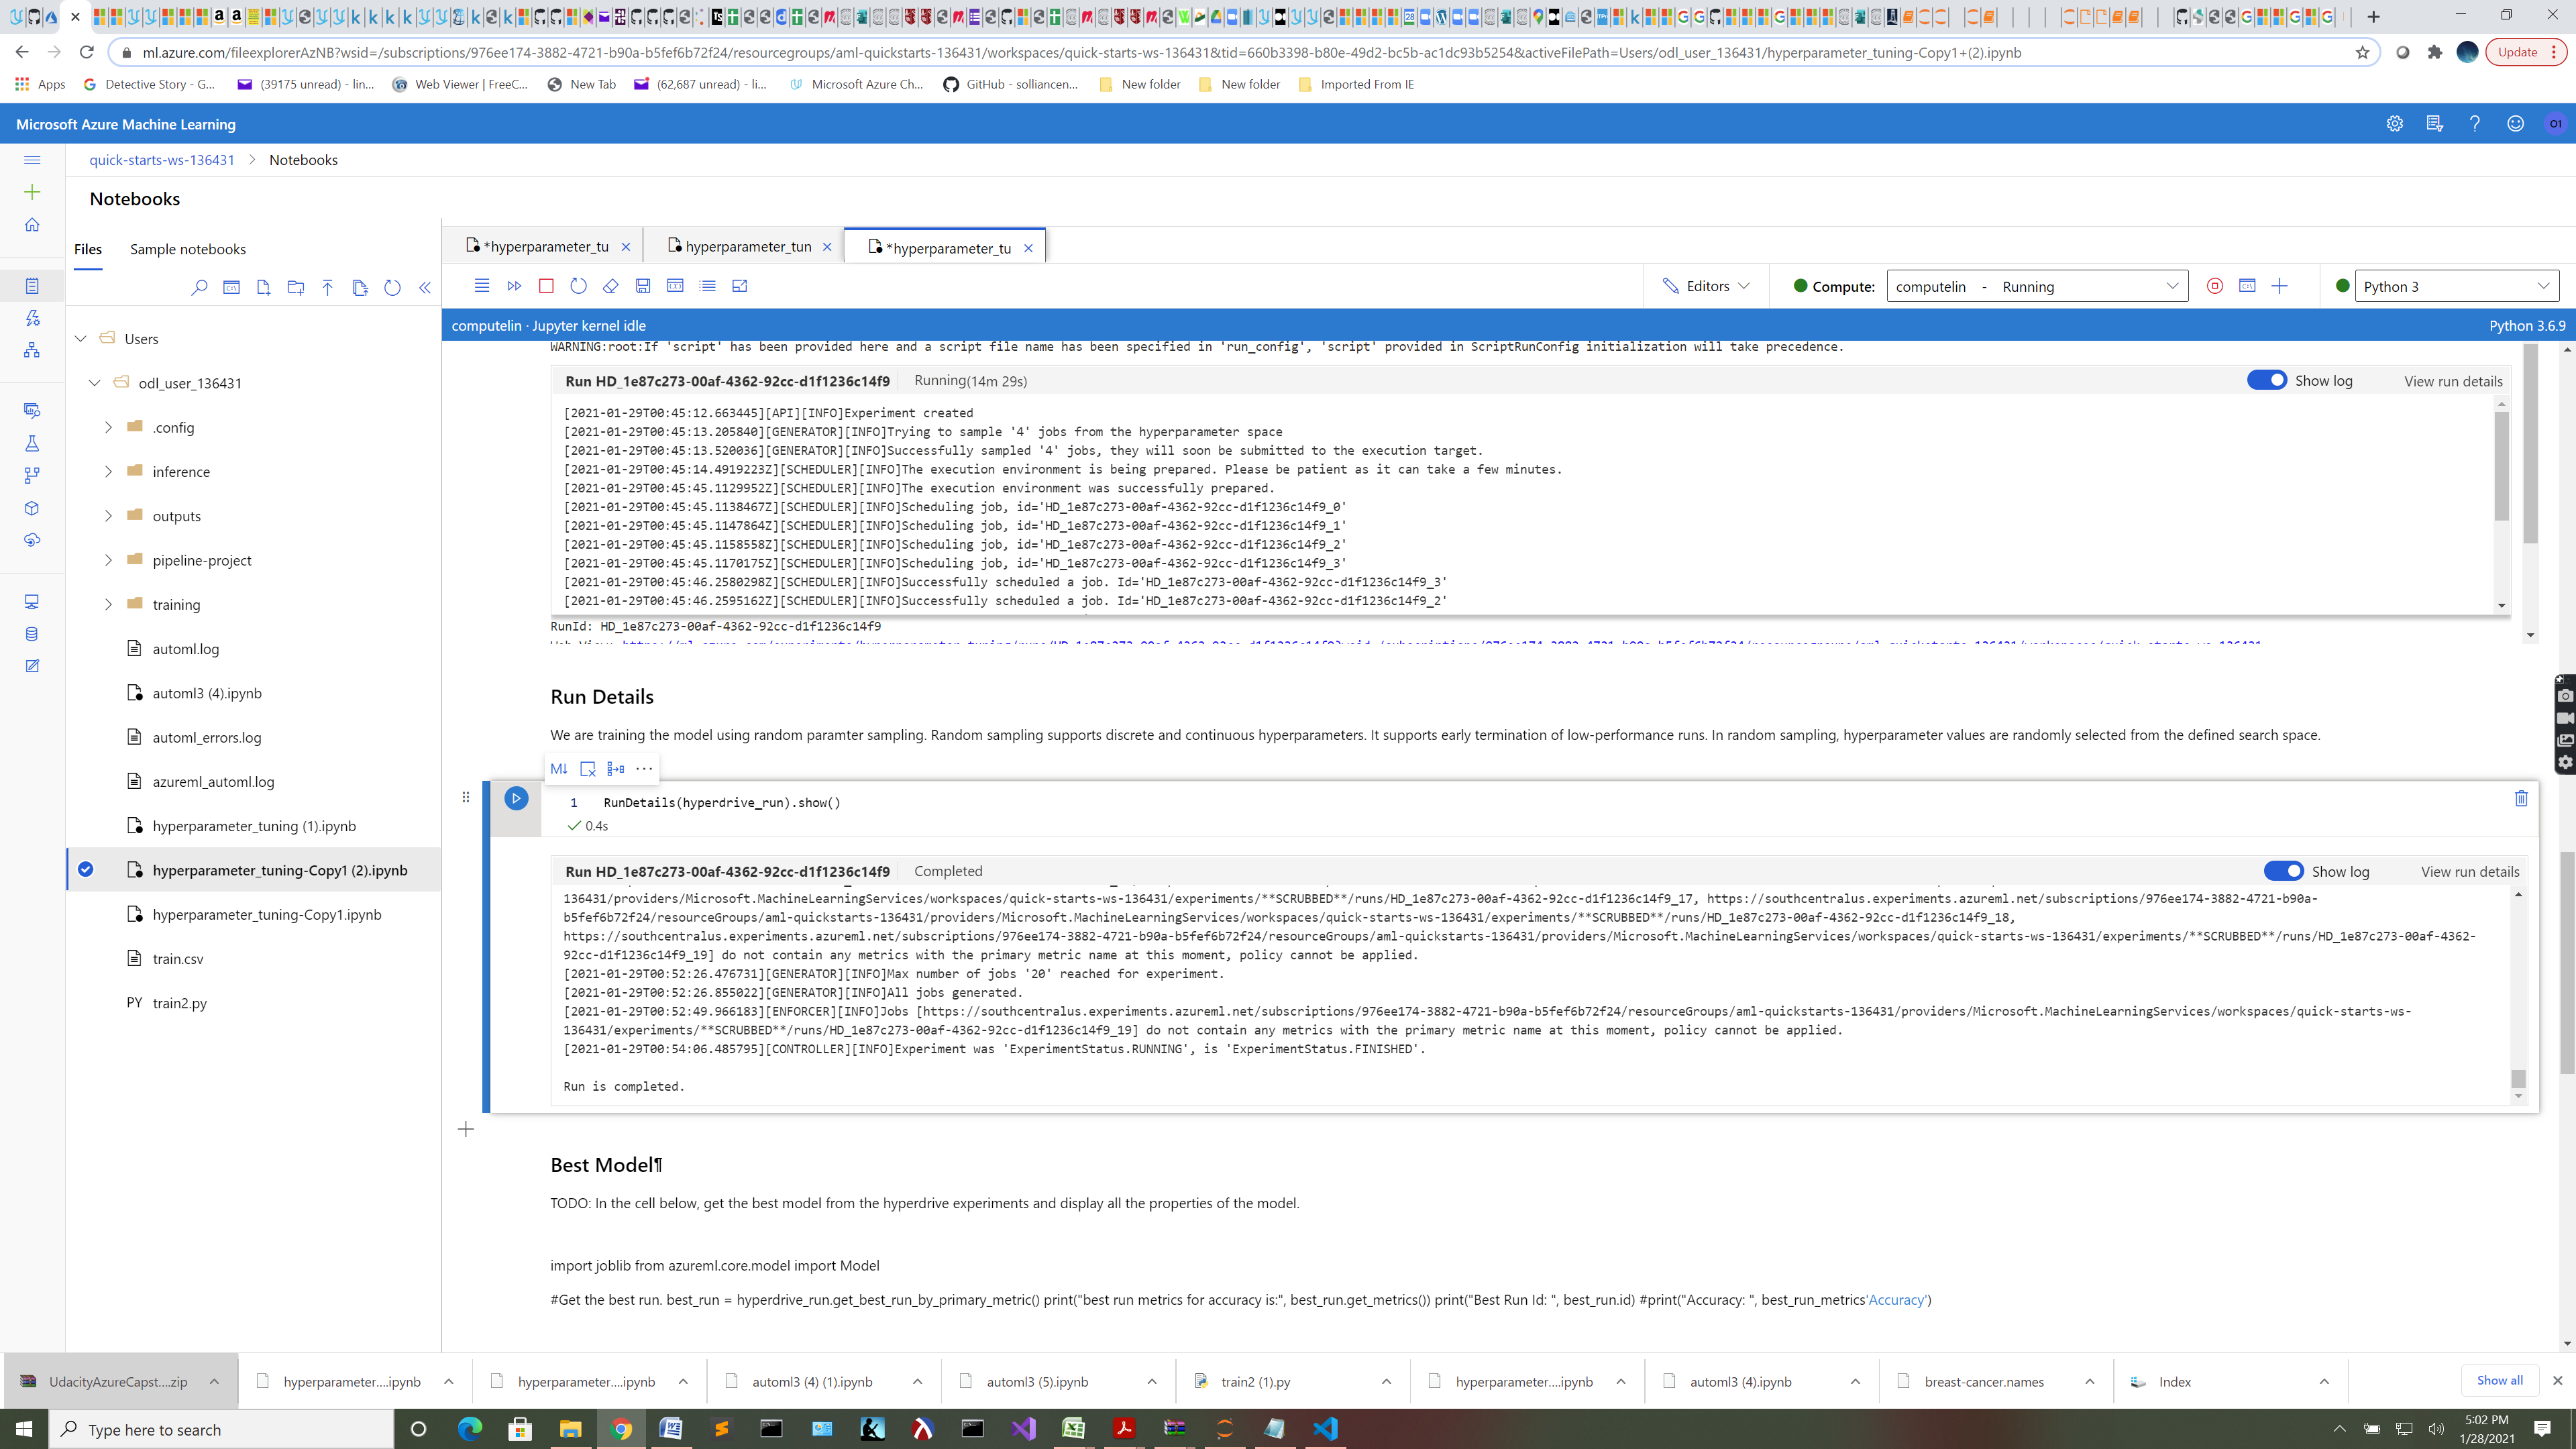 ml.azure.com/fileexplorerAzNB?wsid=/subscriptions/976ee174-3882-4721-b90a-b5fef6b72f24/resourcegroups/aml-quickstarts-136431/workspaces/quick-starts-ws-136431&tid=660b3398-b80e-49d2-bc5b-ac1dc93b5254&activeFilePath=Users/odl_user_136431/hyperparameter_tuning-Copy1+(2).ipynb
Update
Apps Detective Story - G... (39175 unread) - lin... Web Viewer | FreeC... New Tab (62,687 unread) - li... Microsoft Azure Ch... GitHub - solliancen... New folder New folder Imported From IE
Microsoft Azure Machine Learning
quick-starts-ws-136431 > Notebooks
Notebooks
Files Sample notebooks
*hyperparameter_tu hyperparameter_tun *hyperparameter_tu
Editors Compute: computelin - Running Python 3
computelin · Jupyter kernel idle Python 3.6.9
Users
odl_user_136431
.config
inference
outputs
pipeline-project
training
automl.log
automl3 (4).ipynb
automl_errors.log
azureml_automl.log
hyperparameter_tuning (1).ipynb
hyperparameter_tuning-Copy1 (2).ipynb
hyperparameter_tuning-Copy1.ipynb
train.csv
PY train2.py
WARNING:root:If 'script' has been provided here and a script file name has been specified in 'run_config', 'script' provided in ScriptRunConfig initialization will take precedence.
Run HD_1e87c273-00af-4362-92cc-d1f1236c14f9 Running(14m 29s) Show log View run details
[2021-01-29T00:45:12.663445][API][INFO]Experiment created
[2021-01-29T00:45:13.205840][GENERATOR][INFO]Trying to sample '4' jobs from the hyperparameter space
[2021-01-29T00:45:13.520036][GENERATOR][INFO]Successfully sampled '4' jobs, they will soon be submitted to the execution target.
[2021-01-29T00:45:14.4919223Z][SCHEDULER][INFO]The execution environment is being prepared. Please be patient as it can take a few minutes.
[2021-01-29T00:45:45.1129952Z][SCHEDULER][INFO]The execution environment was successfully prepared.
[2021-01-29T00:45:45.1138467Z][SCHEDULER][INFO]Scheduling job, id='HD_1e87c273-00af-4362-92cc-d1f1236c14f9_0'
[2021-01-29T00:45:45.1147864Z][SCHEDULER][INFO]Scheduling job, id='HD_1e87c273-00af-4362-92cc-d1f1236c14f9_1'
[2021-01-29T00:45:45.1158558Z][SCHEDULER][INFO]Scheduling job, id='HD_1e87c273-00af-4362-92cc-d1f1236c14f9_2'
[2021-01-29T00:45:45.1170175Z][SCHEDULER][INFO]Scheduling job, id='HD_1e87c273-00af-4362-92cc-d1f1236c14f9_3'
[2021-01-29T00:45:46.2580298Z][SCHEDULER][INFO]Successfully scheduled a job. Id='HD_1e87c273-00af-4362-92cc-d1f1236c14f9_3'
[2021-01-29T00:45:46.2595162Z][SCHEDULER][INFO]Successfully scheduled a job. Id='HD_1e87c273-00af-4362-92cc-d1f1236c14f9_2'
RunId: HD_1e87c273-00af-4362-92cc-d1f1236c14f9
Web View: https://ml.azure.com/experiments/hyperparameter_tuning/runs/HD_1e87c273-00af-4362-92cc-d1f1236c14f9?wsid=/subscriptions/976ee174-3882-4721-b90a-b5fef6b72f24/resourcegroups/aml-quickstarts-136431/workspaces/quick-starts-ws-136431
Run Details
We are training the model using random paramter sampling. Random sampling supports discrete and continuous hyperparameters. It supports early termination of low-performance runs. In random sampling, hyperparameter values are randomly selected from the defined search space.
M↓ ···
1 RunDetails(hyperdrive_run).show()
0.4s
Run HD_1e87c273-00af-4362-92cc-d1f1236c14f9 Completed Show log View run details
136431/providers/Microsoft.MachineLearningServices/workspaces/quick-starts-ws-136431/experiments/**SCRUBBED**/runs/HD_1e87c273-00af-4362-92cc-d1f1236c14f9_17, https://southcentralus.experiments.azureml.net/subscriptions/976ee174-3882-4721-b90a-
b5fef6b72f24/resourceGroups/aml-quickstarts-136431/providers/Microsoft.MachineLearningServices/workspaces/quick-starts-ws-136431/experiments/**SCRUBBED**/runs/HD_1e87c273-00af-4362-92cc-d1f1236c14f9_18,
https://southcentralus.experiments.azureml.net/subscriptions/976ee174-3882-4721-b90a-b5fef6b72f24/resourceGroups/aml-quickstarts-136431/providers/Microsoft.MachineLearningServices/workspaces/quick-starts-ws-136431/experiments/**SCRUBBED**/runs/HD_1e87c273-00af-4362-
92cc-d1f1236c14f9_19] do not contain any metrics with the primary metric name at this moment, policy cannot be applied.
[2021-01-29T00:52:26.476731][GENERATOR][INFO]Max number of jobs '20' reached for experiment.
[2021-01-29T00:52:26.855022][GENERATOR][INFO]All jobs generated.
[2021-01-29T00:52:49.966183][ENFORCER][INFO]Jobs [https://southcentralus.experiments.azureml.net/subscriptions/976ee174-3882-4721-b90a-b5fef6b72f24/resourceGroups/aml-quickstarts-136431/providers/Microsoft.MachineLearningServices/workspaces/quick-starts-ws-
136431/experiments/**SCRUBBED**/runs/HD_1e87c273-00af-4362-92cc-d1f1236c14f9_19] do not contain any metrics with the primary metric name at this moment, policy cannot be applied.
[2021-01-29T00:54:06.485795][CONTROLLER][INFO]Experiment was 'ExperimentStatus.RUNNING', is 'ExperimentStatus.FINISHED'.
Run is completed.
Best Model¶
TODO: In the cell below, get the best model from the hyperdrive experiments and display all the properties of the model.
import joblib from azureml.core.model import Model
#Get the best run. best_run = hyperdrive_run.get_best_run_by_primary_metric() print("best run metrics for accuracy is:", best_run.get_metrics()) print("Best Run Id: ", best_run.id) #print("Accuracy: ", best_run_metrics'Accuracy')
UdacityAzureCapst....zip hyperparameter....ipynb hyperparameter....ipynb automl3 (4) (1).ipynb automl3 (5).ipynb train2 (1).py hyperparameter....ipynb automl3 (4).ipynb breast-cancer.names Index Show all
Type here to search
5:02 PM
1/28/2021